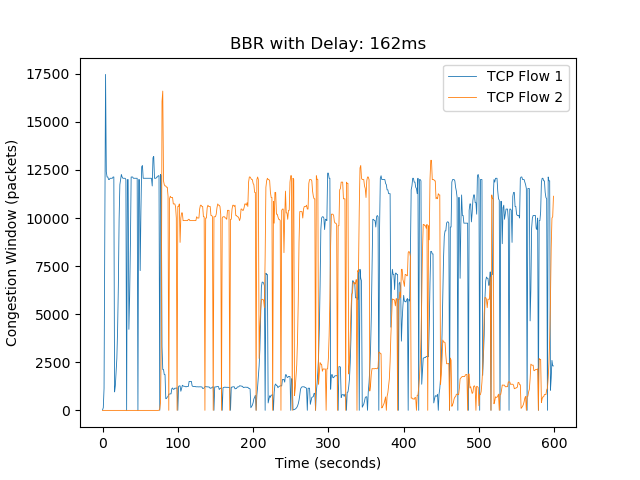 BBR with Delay: 162ms
TCP Flow 1
TCP Flow 2
17500
15000
12500
10000
7500
5000
2500
0
Congestion Window (packets)
0 100 200 300 400 500 600
Time (seconds)